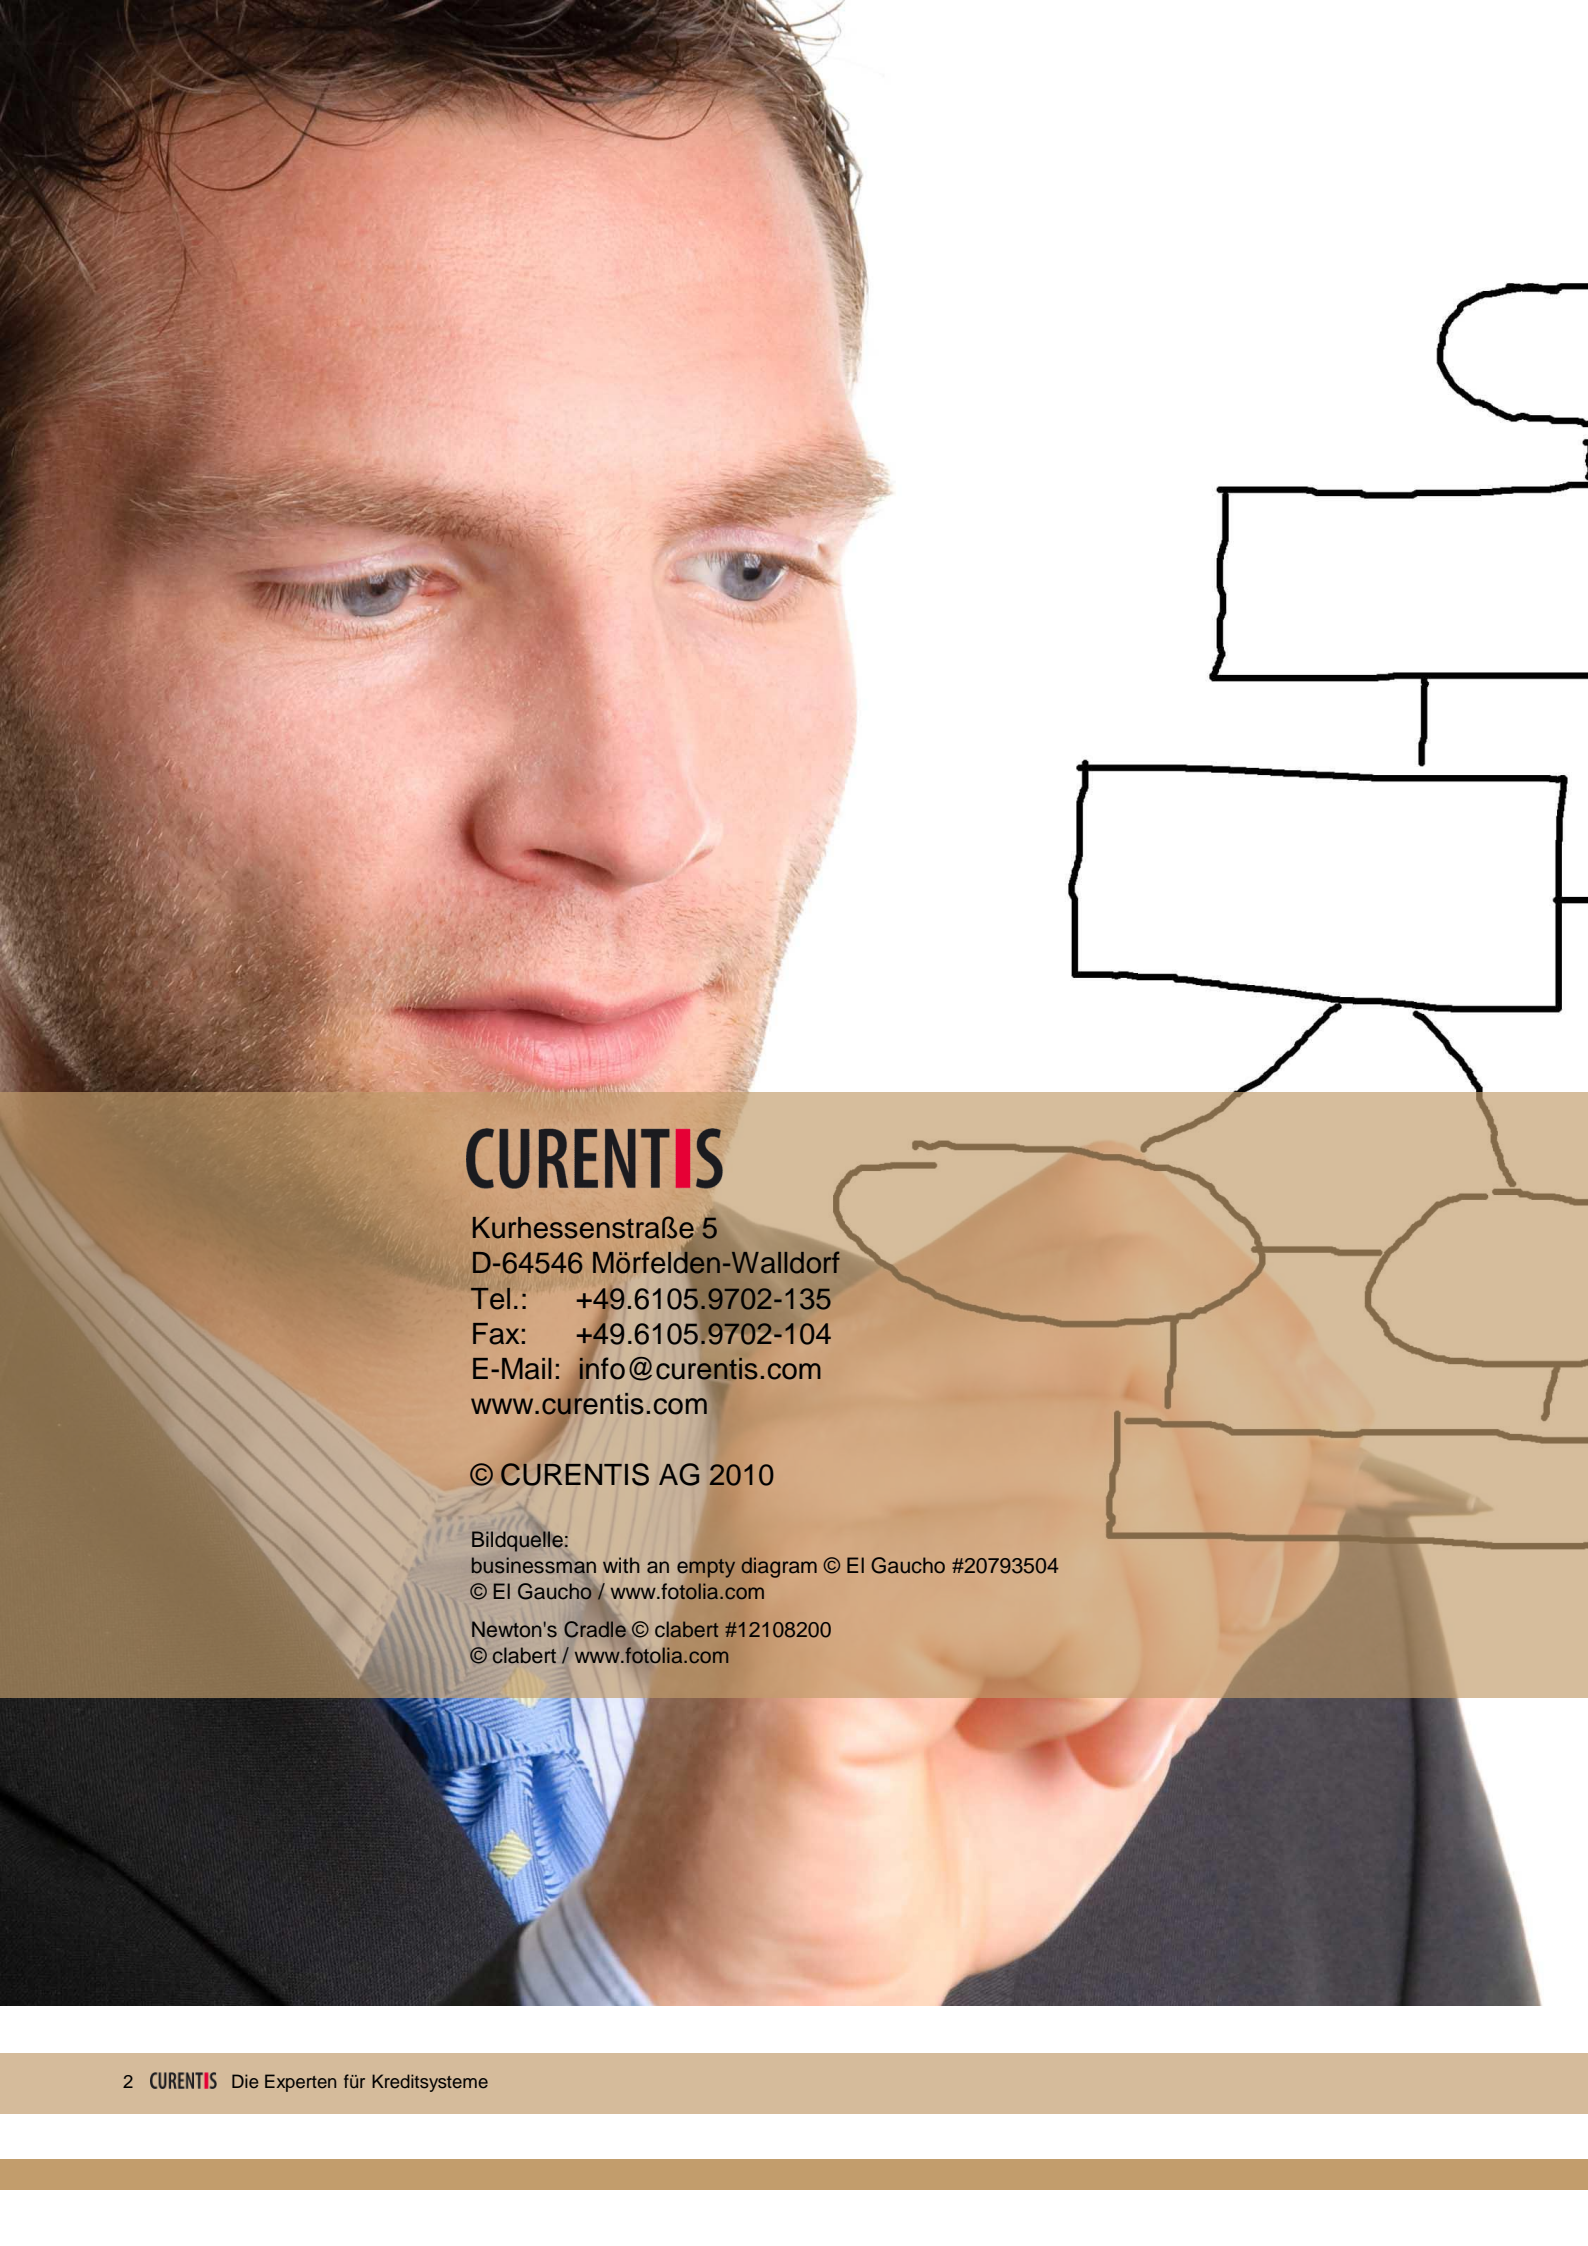 CURENTIS
Kurhessenstraße 5
D-64546 Mörfelden-Walldorf
Tel.: +49.6105.9702-135
Fax: +49.6105.9702-104
E-Mail: info@curentis.com
www.curentis.com
© CURENTIS AG 2010
Bildquelle:
businessman with an empty diagram © El Gaucho #20793504
© El Gaucho / www.fotolia.com
Newton's Cradle © clabert #12108200
© clabert / www.fotolia.com
2 CURENTIS Die Experten für Kreditsysteme